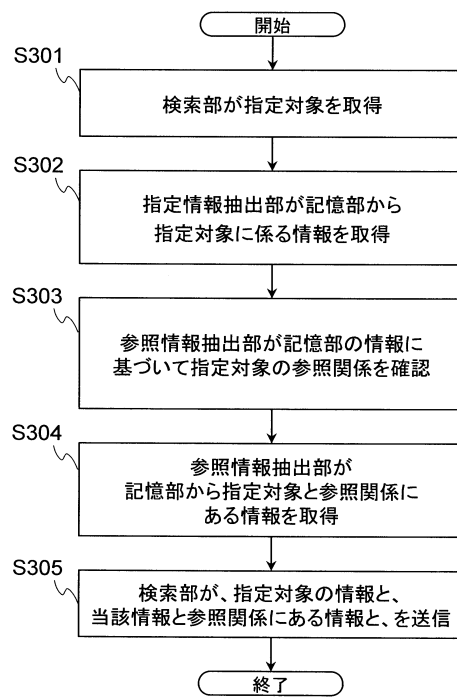 開始
S301
検索部が指定対象を取得
S302
指定情報抽出部が記憶部から
指定対象に係る情報を取得
S303
参照情報抽出部が記憶部の情報に
基づいて指定対象の参照関係を確認
S304
参照情報抽出部が
記憶部から指定対象と参照関係に
ある情報を取得
S305
検索部が、指定対象の情報と、
当該情報と参照関係にある情報と、を送信
終了